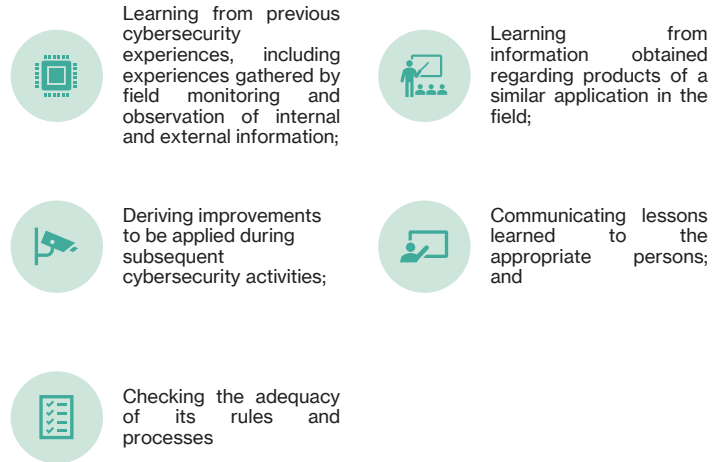 Learning from previous
cybersecurity
experiences, including
experiences gathered by
field monitoring and
observation of internal
and external information;
Learning from
information obtained
regarding products of a
similar application in the
field;
Deriving improvements
to be applied during
subsequent
cybersecurity activities;
Communicating lessons
learned to the
appropriate persons;
and
Checking the adequacy
of its rules and
processes